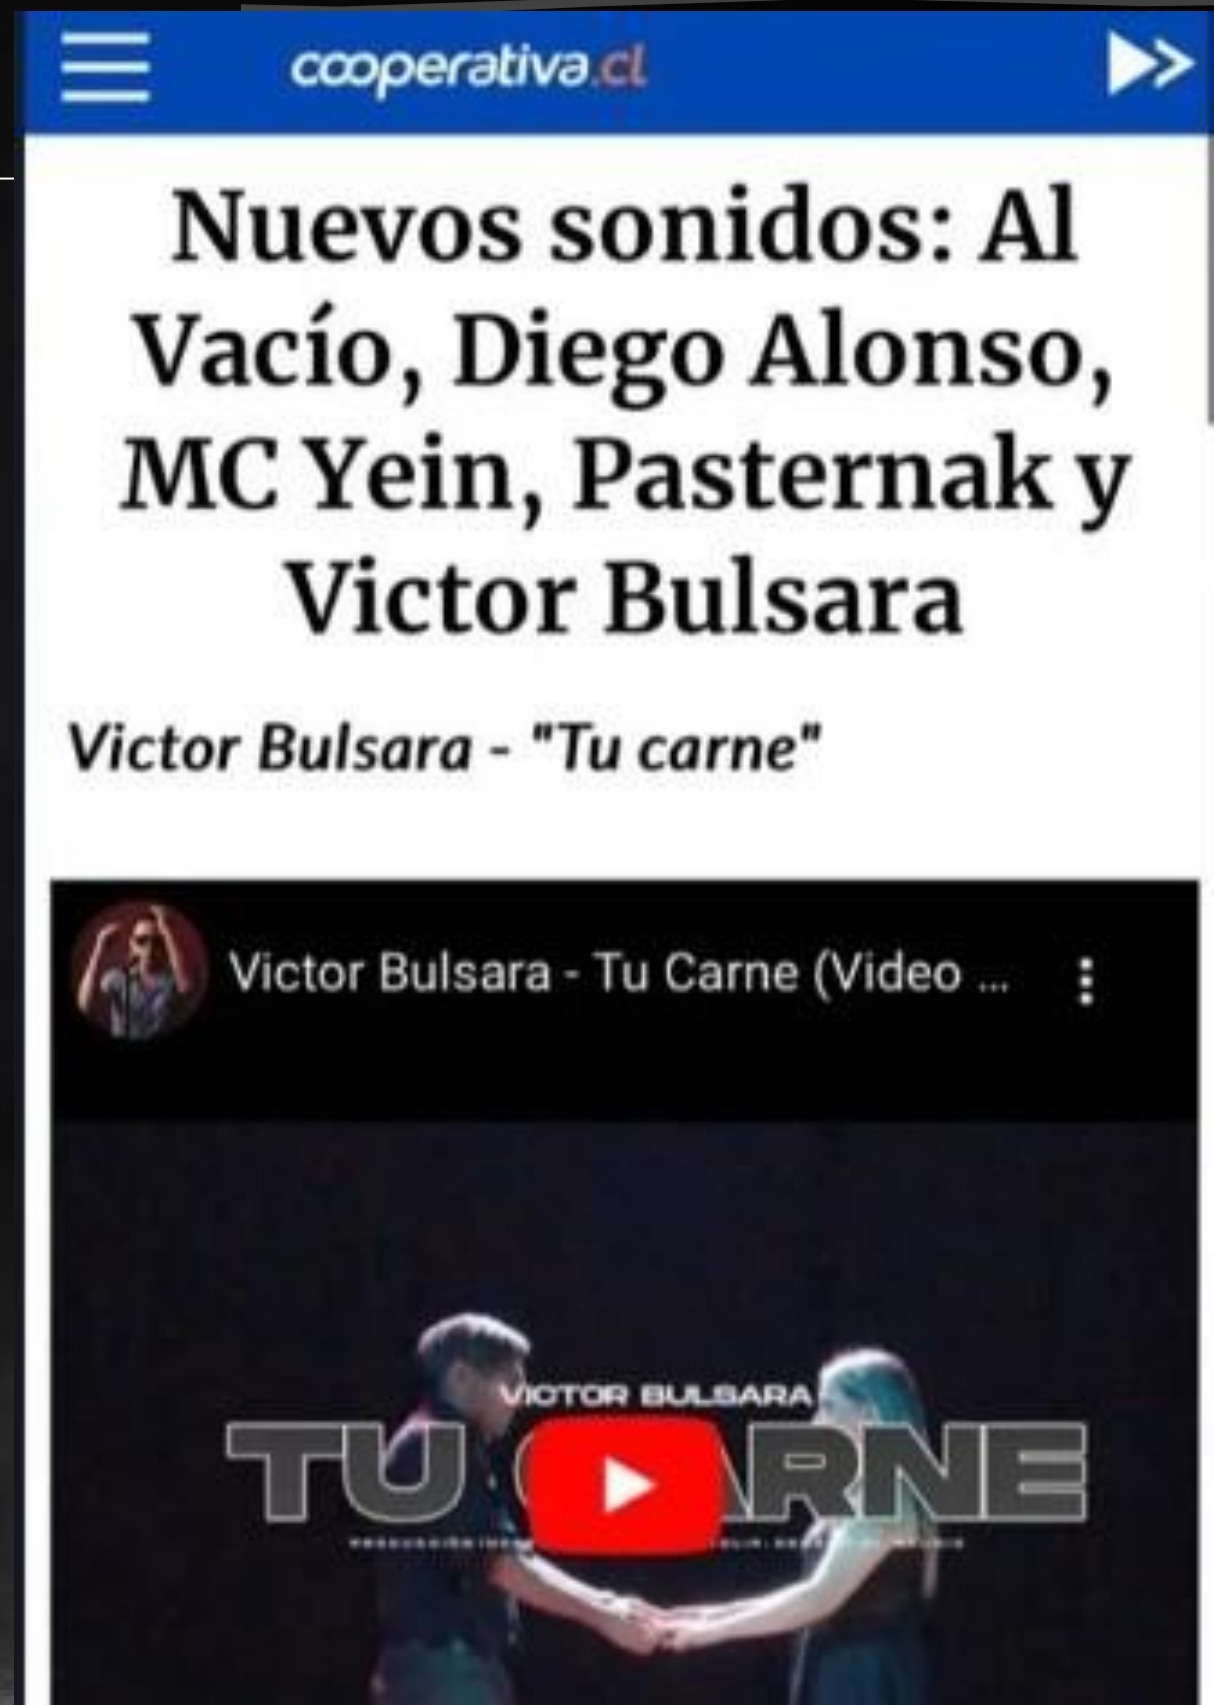 cooperativa.cl
Nuevos sonidos: Al
Vacío, Diego Alonso,
MC Yein, Pasternak y
Victor Bulsara
Victor Bulsara - "Tu carne"
Victor Bulsara - Tu Carne (Video ...
VICTOR BULSARA
TU CARNE